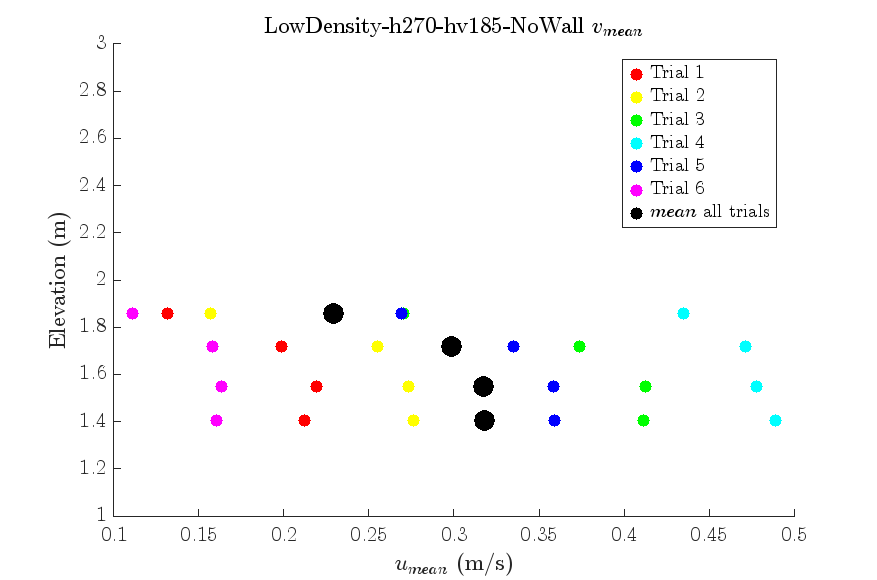 LowDensity-h270-hv185-NoWall v_mean
Trial 1
Trial 2
Trial 3
Trial 4
Trial 5
Trial 6
mean all trials
Elevation (m)
3
2.8
2.6
2.4
2.2
2
1.8
1.6
1.4
1.2
1
0.1 0.15 0.2 0.25 0.3 0.35 0.4 0.45 0.5
u_mean (m/s)